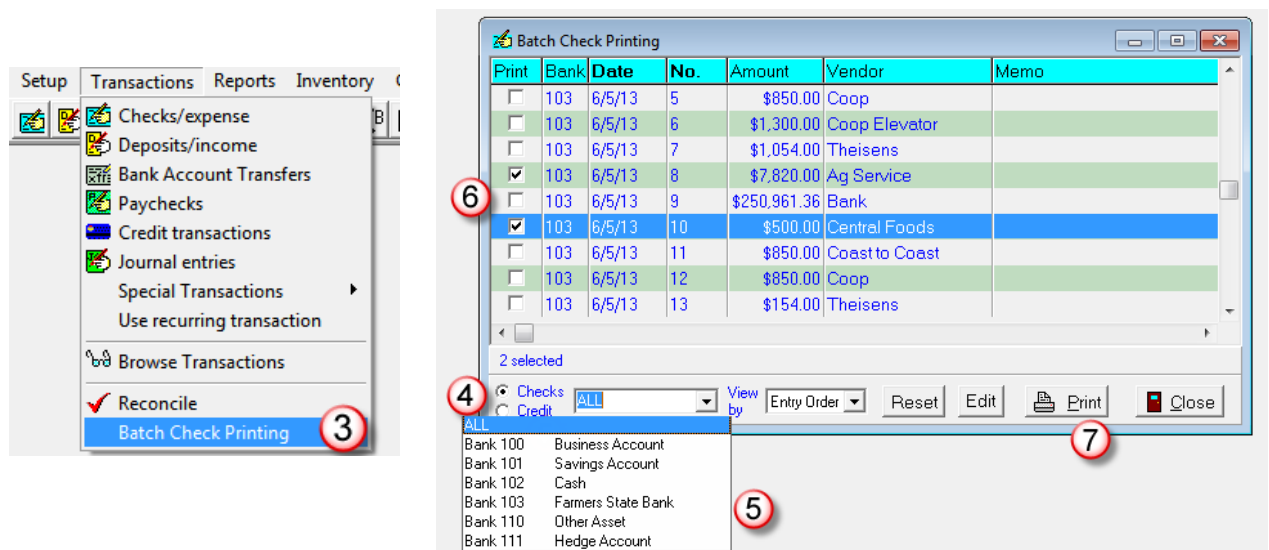 Setup Transactions Reports Inventory
Checks/expense
Deposits/income
Bank Account Transfers
Paychecks
Credit transactions
Journal entries
Special Transactions
Use recurring transaction
Browse Transactions
Reconcile
Batch Check Printing
3
Batch Check Printing
Print Bank Date No. Amount Vendor Memo
103 6/5/13 5 $850.00 Coop
103 6/5/13 6 $1,300.00 Coop Elevator
103 6/5/13 7 $1,054.00 Theisens
103 6/5/13 8 $7,820.00 Ag Service
6
103 6/5/13 9 $250,961.36 Bank
103 6/5/13 10 $500.00 Central Foods
103 6/5/13 11 $850.00 Coast to Coast
103 6/5/13 12 $850.00 Coop
103 6/5/13 13 $154.00 Theisens
2 selected
4
Checks
Credit
ALL
View
by
Entry Order
Reset Edit Print Close
7
ALL
Bank 100 Business Account
Bank 101 Savings Account
Bank 102 Cash
Bank 103 Farmers State Bank
Bank 110 Other Asset
Bank 111 Hedge Account
5